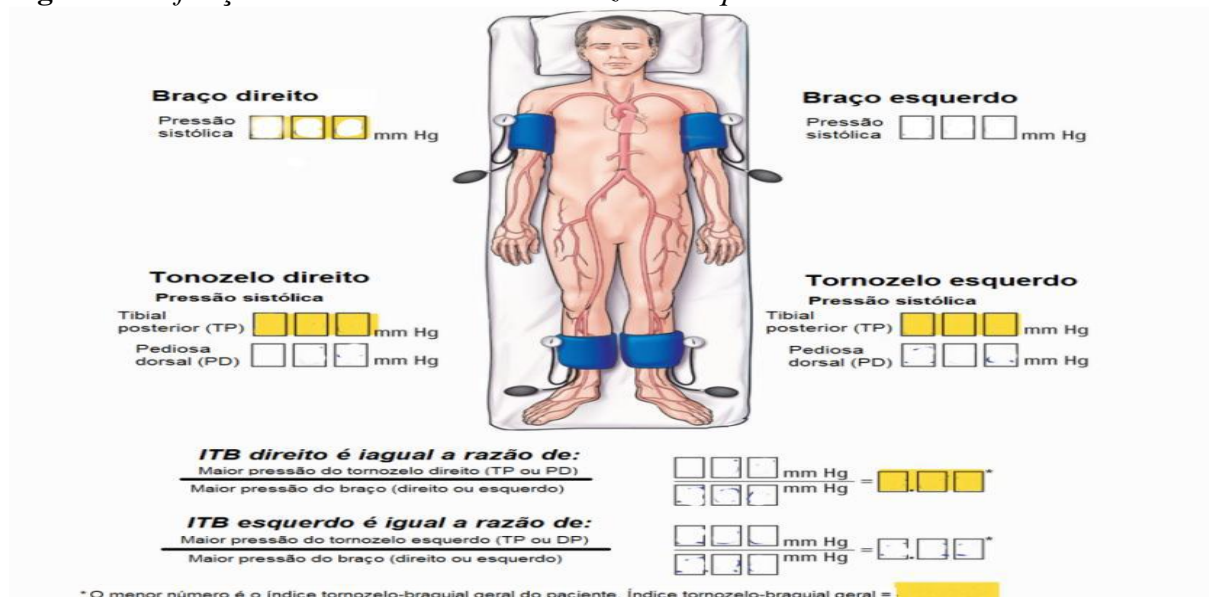 Braço direito
Pressão
sistólica
mm Hg
Braço esquerdo
Pressão
sistólica
mm Hg
Tonozelo direito
Pressão sistólica
Tibial
posterior (TP)
mm Hg
Pediosa
dorsal (PD)
mm Hg
Tornozelo esquerdo
Pressão sistólica
Tibial
posterior (TP)
mm Hg
Pediosa
dorsal (PD)
mm Hg
ITB direito é iagual a razão de:
Maior pressão do tornozelo direito (TP ou PD)
Maior pressão do braço (direito ou esquerdo)
mm Hg
mm Hg
= . *
ITB esquerdo é igual a razão de:
Maior pressão do tornozelo esquerdo (TP ou DP)
Maior pressão do braço (direito ou esquerdo)
mm Hg
mm Hg
= . *
* O menor número é o índice tornozelo-braquial geral do paciente. Índice tornozelo-braquial geral =